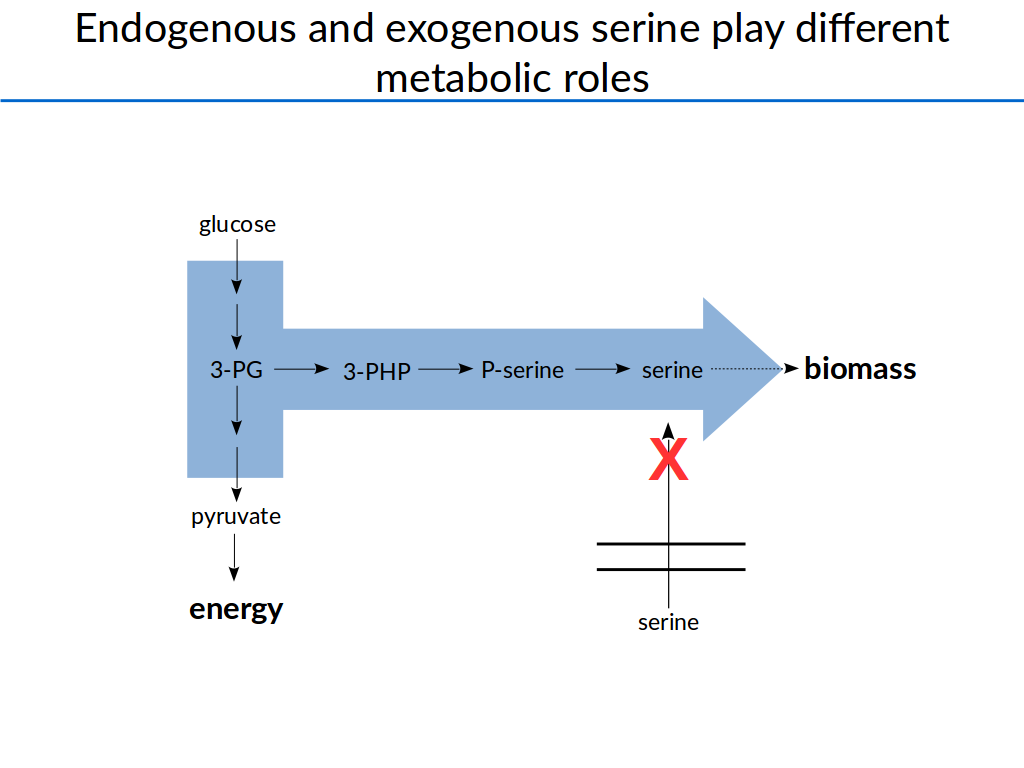 Endogenous and exogenous serine play different
metabolic roles
glucose
3-PG
3-PHP
P-serine
serine
biomass
X
pyruvate
energy
serine